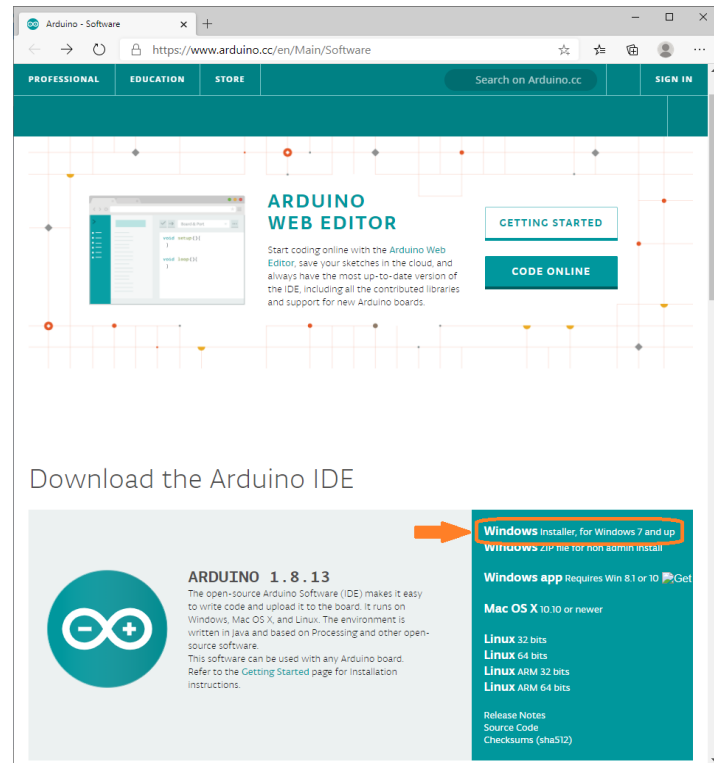 Arduino - Software
https://www.arduino.cc/en/Main/Software
PROFESSIONAL EDUCATION STORE Search on Arduino.cc SIGN IN
void setup(){
}
void loop(){
}
ARDUINO
WEB EDITOR
Start coding online with the Arduino Web
Editor, save your sketches in the cloud, and
always have the most up-to-date version of
the IDE, including all the contributed libraries
and support for new Arduino boards.
GETTING STARTED
CODE ONLINE
Download the Arduino IDE
ARDUINO 1.8.13
The open-source Arduino Software (IDE) makes it easy
to write code and upload it to the board. It runs on
Windows, Mac OS X, and Linux. The environment is
written in Java and based on Processing and other open-
source software.
This software can be used with any Arduino board.
Refer to the Getting Started page for Installation
instructions.
Windows Installer, for Windows 7 and up
Windows ZIP file for non admin install
Windows app Requires Win 8.1 or 10 Get
Mac OS X 10.10 or newer
Linux 32 bits
Linux 64 bits
Linux ARM 32 bits
Linux ARM 64 bits
Release Notes
Source Code
Checksums (sha512)